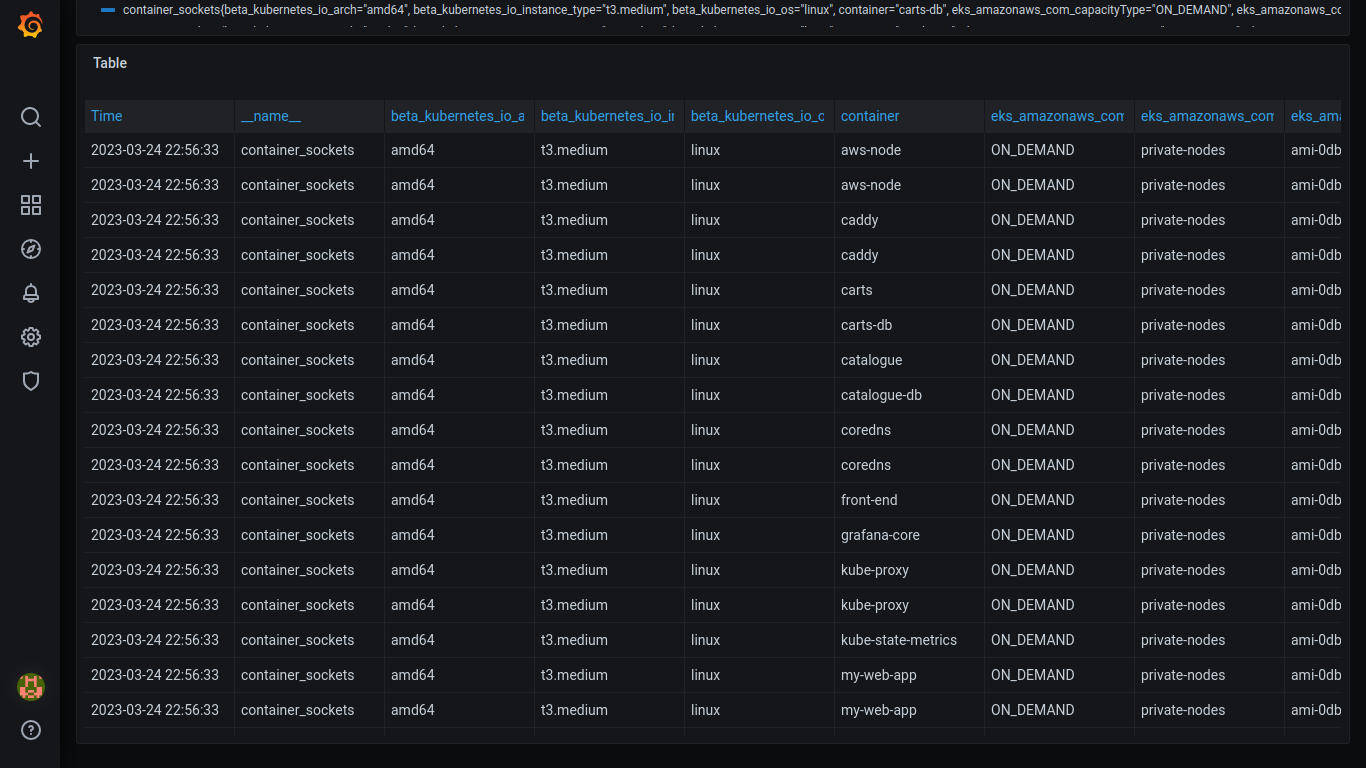 container_sockets{beta_kubernetes_io_arch="amd64", beta_kubernetes_io_instance_type="t3.medium", beta_kubernetes_io_os="linux", container="carts-db", eks_amazonaws_com_capacityType="ON_DEMAND", eks_amazonaws_cc
Table
Time __name__ beta_kubernetes_io_a beta_kubernetes_io_in beta_kubernetes_io_o container eks_amazonaws_com eks_amazonaws_com eks_ama
2023-03-24 22:56:33 container_sockets amd64 t3.medium linux aws-node ON_DEMAND private-nodes ami-0db
2023-03-24 22:56:33 container_sockets amd64 t3.medium linux aws-node ON_DEMAND private-nodes ami-0db
2023-03-24 22:56:33 container_sockets amd64 t3.medium linux caddy ON_DEMAND private-nodes ami-0db
2023-03-24 22:56:33 container_sockets amd64 t3.medium linux caddy ON_DEMAND private-nodes ami-0db
2023-03-24 22:56:33 container_sockets amd64 t3.medium linux carts ON_DEMAND private-nodes ami-0db
2023-03-24 22:56:33 container_sockets amd64 t3.medium linux carts-db ON_DEMAND private-nodes ami-0db
2023-03-24 22:56:33 container_sockets amd64 t3.medium linux catalogue ON_DEMAND private-nodes ami-0db
2023-03-24 22:56:33 container_sockets amd64 t3.medium linux catalogue-db ON_DEMAND private-nodes ami-0db
2023-03-24 22:56:33 container_sockets amd64 t3.medium linux coredns ON_DEMAND private-nodes ami-0db
2023-03-24 22:56:33 container_sockets amd64 t3.medium linux coredns ON_DEMAND private-nodes ami-0db
2023-03-24 22:56:33 container_sockets amd64 t3.medium linux front-end ON_DEMAND private-nodes ami-0db
2023-03-24 22:56:33 container_sockets amd64 t3.medium linux grafana-core ON_DEMAND private-nodes ami-0db
2023-03-24 22:56:33 container_sockets amd64 t3.medium linux kube-proxy ON_DEMAND private-nodes ami-0db
2023-03-24 22:56:33 container_sockets amd64 t3.medium linux kube-proxy ON_DEMAND private-nodes ami-0db
2023-03-24 22:56:33 container_sockets amd64 t3.medium linux kube-state-metrics ON_DEMAND private-nodes ami-0db
2023-03-24 22:56:33 container_sockets amd64 t3.medium linux my-web-app ON_DEMAND private-nodes ami-0db
2023-03-24 22:56:33 container_sockets amd64 t3.medium linux my-web-app ON_DEMAND private-nodes ami-0db